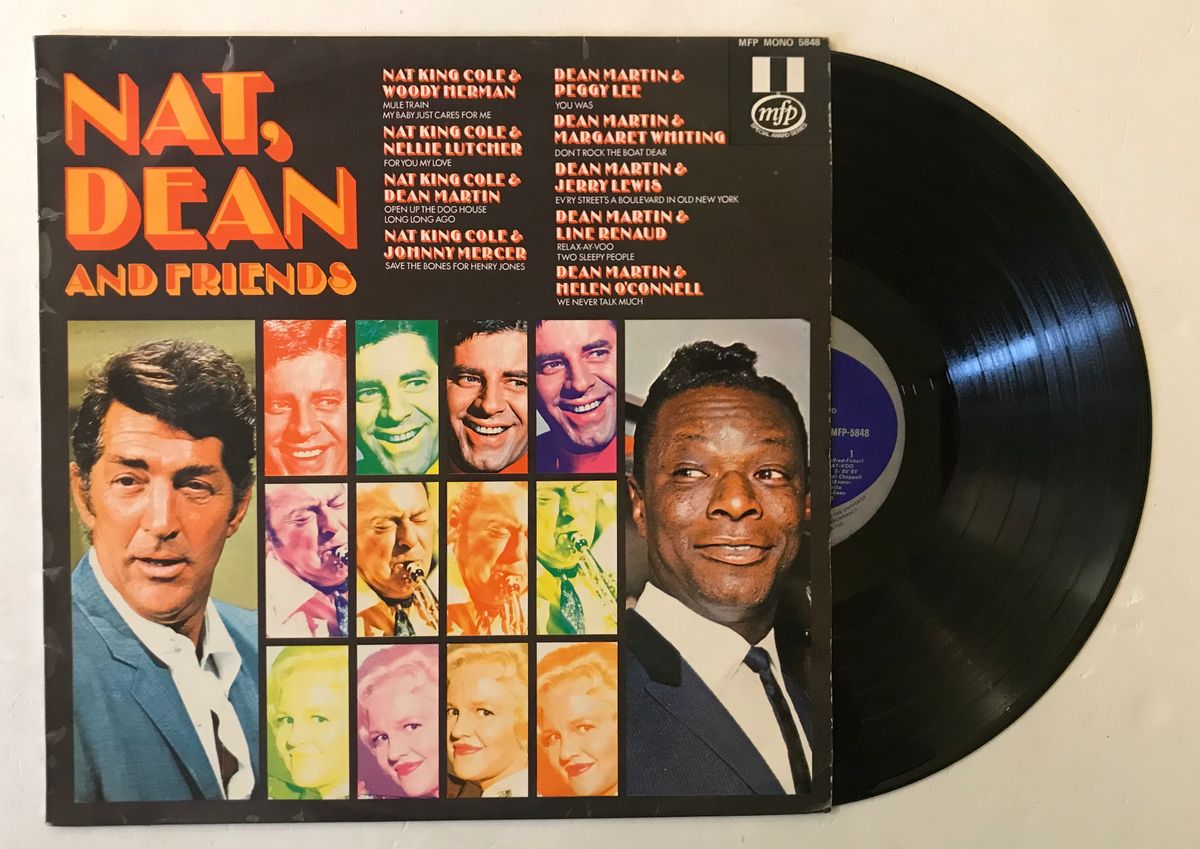 NAT,
DEAN
AND FRIENDS
NAT KING COLE &
WOODY HERMAN
MULE TRAIN
MY BABY JUST CARES FOR ME
NAT KING COLE &
NELLIE LUTCHER
FOR YOU MY LOVE
NAT KING COLE &
DEAN MARTIN
OPEN UP THE DOG HOUSE
LONG LONG AGO
NAT KING COLE &
JOHNNY MERCER
SAVE THE BONES FOR HENRY JONES
DEAN MARTIN &
PEGGY LEE
YOU WAS
DEAN MARTIN &
MARGARET WHITING
DON'T ROCK THE BOAT DEAR
DEAN MARTIN &
JERRY LEWIS
EV'RY STREET'S A BOULEVARD IN OLD NEW YORK
DEAN MARTIN &
LINE RENAUD
RELAX-AY-VOO
TWO SLEEPY PEOPLE
DEAN MARTIN &
HELEN O'CONNELL
WE NEVER TALK MUCH
MFP MONO 5848
mfp
SPECIAL AWARD SERIES
MFP-5848
1